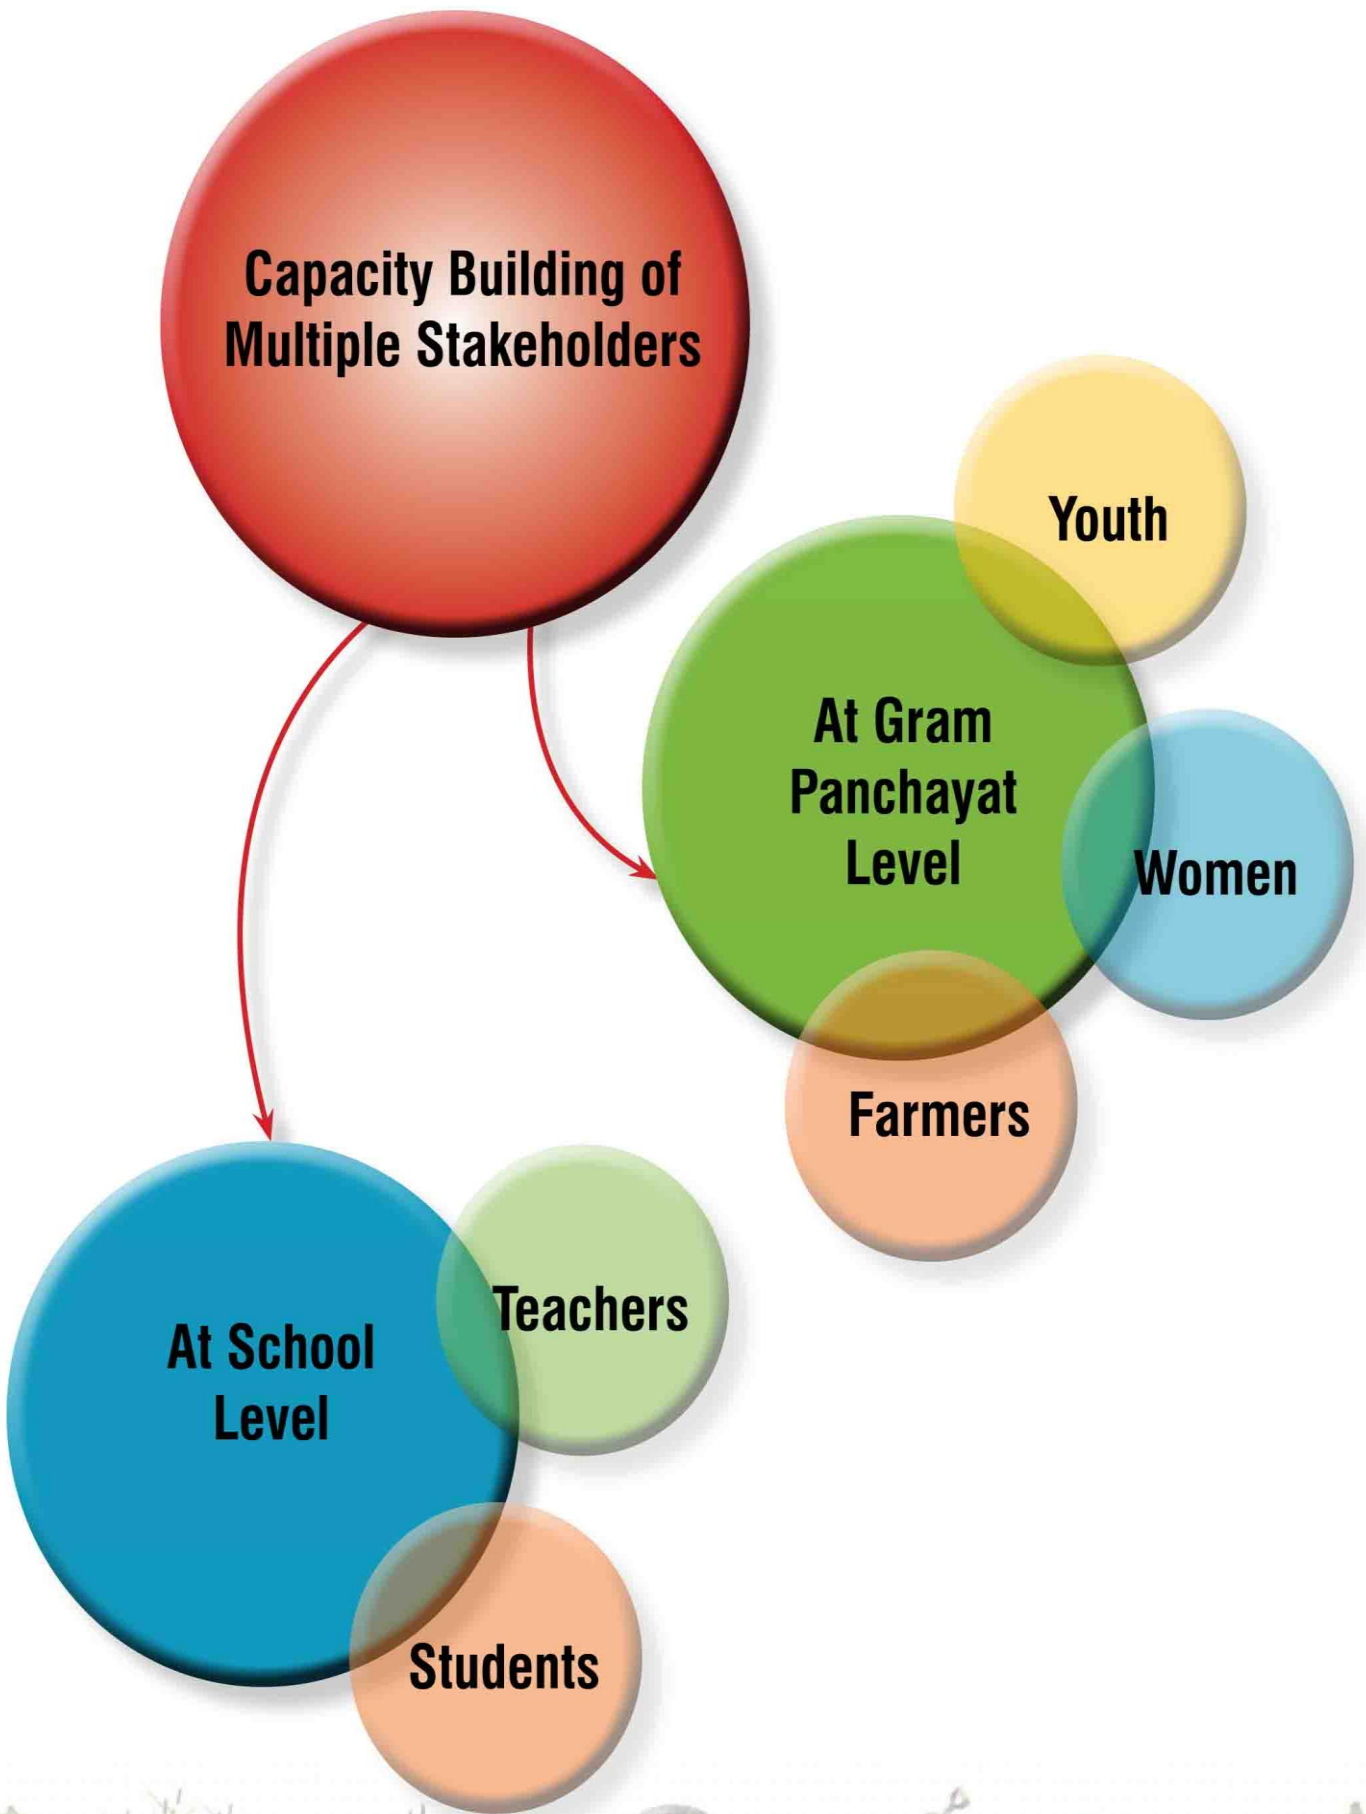 Capacity Building of
Multiple Stakeholders
Youth
At Gram
Panchayat
Level
Women
Farmers
Teachers
At School
Level
Students